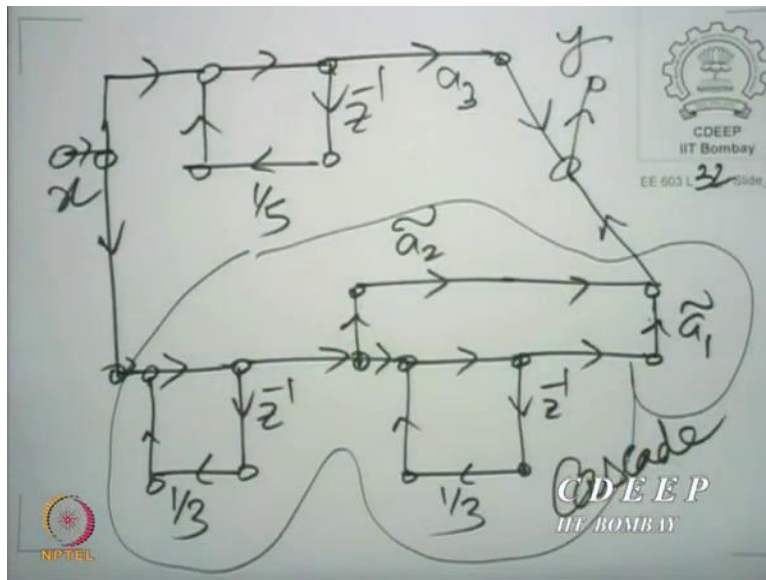 y
a₃
z⁻¹
CDEEP
IIT Bombay
x
EE 603 L 32 Slide
1/5
ã₂
ã₁
z⁻¹
z⁻¹
Cascade
1/3
1/3
CDEEP
IIT BOMBAY
NPTEL